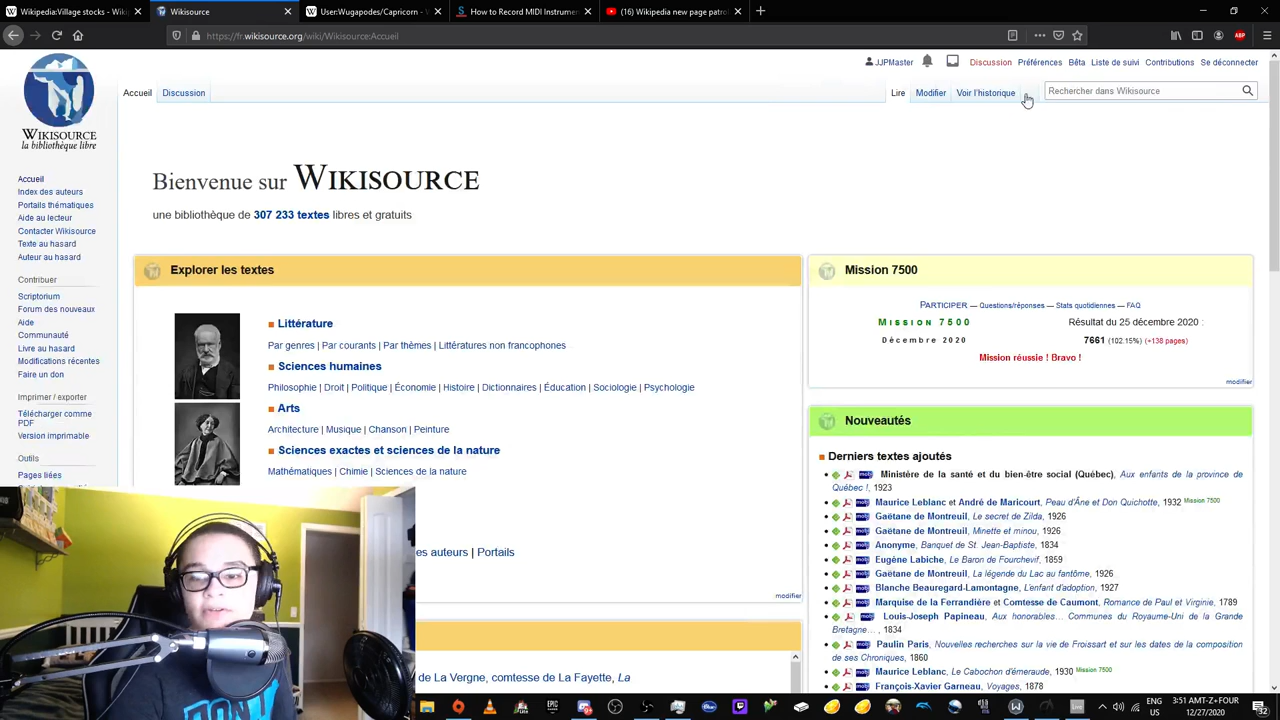 Wikipedia:Village stocks - Wiki
Wikisource
User:Wugapodes/Capricorn -
How to Record MIDI Instrumen
(16) Wikipedia new page patro
https://fr.wikisource.org/wiki/Wikisource:Accueil
JJPMaster Discussion Préférences Bêta Liste de suivi Contributions Se déconnecter
Accueil Discussion Lire Modifier Voir l'historique Rechercher dans Wikisource
WIKISOURCE
la bibliothèque libre
Accueil
Index des auteurs
Portails thématiques
Aide au lecteur
Contacter Wikisource
Texte au hasard
Auteur au hasard
Contribuer
Scriptorium
Forum des nouveaux
Aide
Communauté
Livre au hasard
Modifications récentes
Faire un don
Imprimer / exporter
Télécharger comme
PDF
Version imprimable
Outils
Pages liées
Bienvenue sur WIKISOURCE
une bibliothèque de 307 233 textes libres et gratuits
Explorer les textes
Littérature
Par genres | Par courants | Par thèmes | Littératures non francophones
Sciences humaines
Philosophie | Droit | Politique | Économie | Histoire | Dictionnaires | Éducation | Sociologie | Psychologie
Arts
Architecture | Musique | Chanson | Peinture
Sciences exactes et sciences de la nature
Mathématiques | Chimie | Sciences de la nature
es auteurs | Portails
modifier
de La Vergne, comtesse de La Fayette, La
Mission 7500
PARTICIPER — Questions/réponses — Stats quotidiennes — FAQ
MISSION 7500
Décembre 2020
Résultat du 25 décembre 2020 :
7661 (102.15%) (+138 pages)
Mission réussie ! Bravo !
modifier
Nouveautés
Derniers textes ajoutés
Ministère de la santé et du bien-être social (Québec), Aux enfants de la province de
Québec !, 1923
Maurice Leblanc et André de Maricourt, Peau d'Âne et Don Quichotte, 1932 Mission 7500
Gaëtane de Montreuil, Le secret de Zilda, 1926
Gaëtane de Montreuil, Minette et minou, 1926
Anonyme, Banquet de St. Jean-Baptiste, 1834
Eugène Labiche, Le Baron de Fourchevif, 1859
Gaëtane de Montreuil, La légende du Lac au fantôme, 1926
Blanche Beauregard-Lamontagne, L'enfant d'adoption, 1927
Marquise de la Ferrandière et Comtesse de Caumont, Romance de Paul et Virginie, 1789
Louis-Joseph Papineau, Aux honorables… Communes du Royaume-Uni de la Grande
Bretagne… , 1834
Paulin Paris, Nouvelles recherches sur la vie de Froissart et sur les dates de la composition
de ses Chroniques, 1860
Maurice Leblanc, Le Cabochon d'émeraude, 1930 Mission 7500
François-Xavier Garneau, Voyages, 1878
DON'T
EPIC
Live
ABP
ENG
US
3:51 AMT-Z+FOUR
12/27/2020